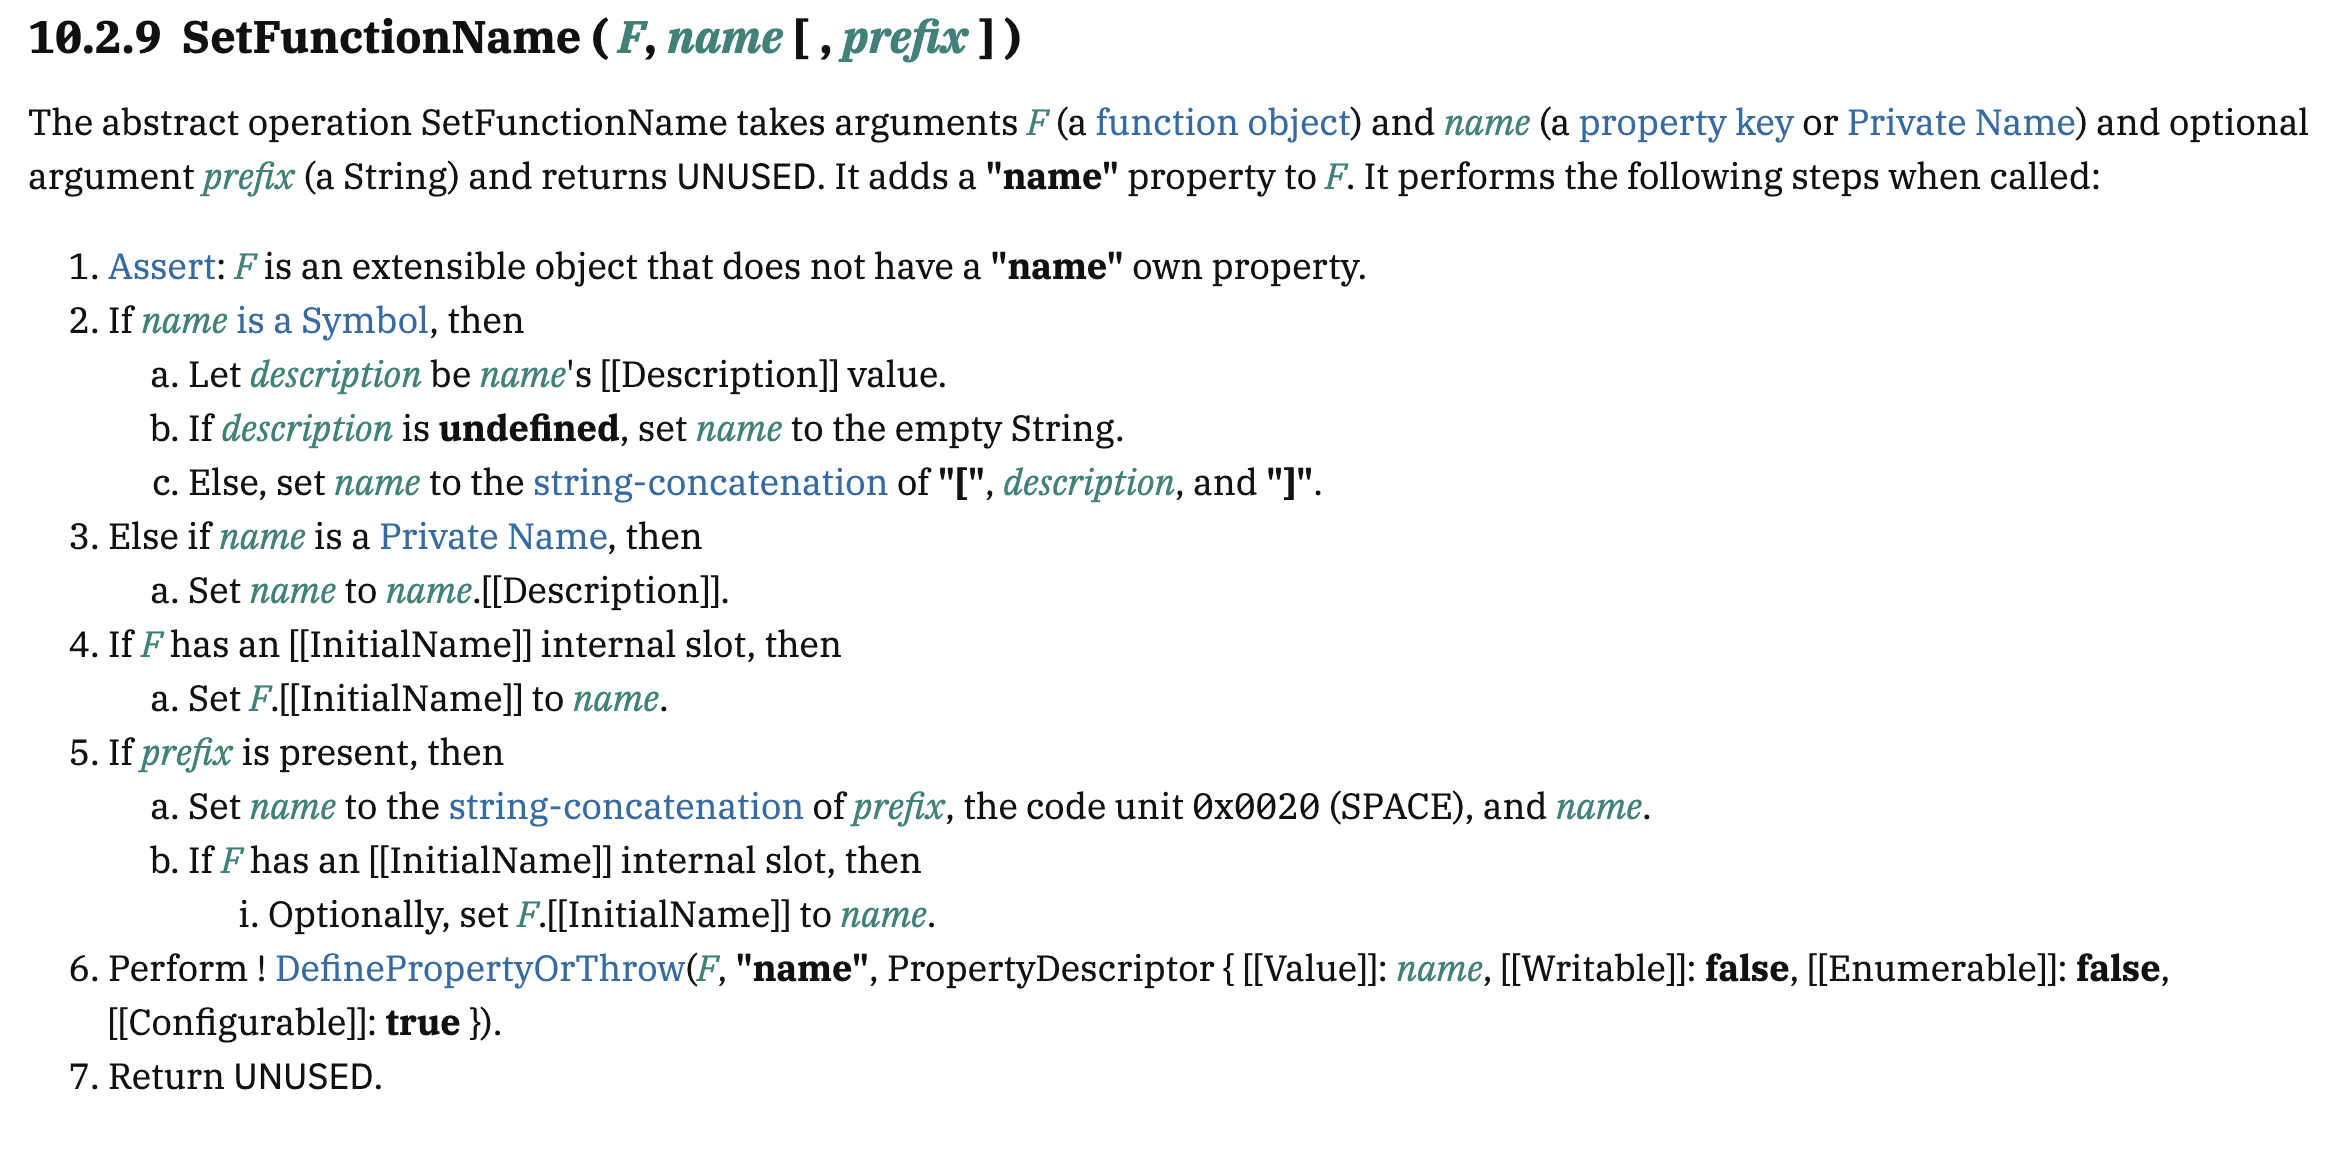 10.2.9 SetFunctionName ( F, name [ , prefix ] )
The abstract operation SetFunctionName takes arguments F (a function object) and name (a property key or Private Name) and optional
argument prefix (a String) and returns UNUSED. It adds a "name" property to F. It performs the following steps when called:
1. Assert: F is an extensible object that does not have a "name" own property.
2. If name is a Symbol, then
a. Let description be name's [[Description]] value.
b. If description is undefined, set name to the empty String.
c. Else, set name to the string-concatenation of "[", description, and "]".
3. Else if name is a Private Name, then
a. Set name to name.[[Description]].
4. If F has an [[InitialName]] internal slot, then
a. Set F.[[InitialName]] to name.
5. If prefix is present, then
a. Set name to the string-concatenation of prefix, the code unit 0x0020 (SPACE), and name.
b. If F has an [[InitialName]] internal slot, then
i. Optionally, set F.[[InitialName]] to name.
6. Perform ! DefinePropertyOrThrow(F, "name", PropertyDescriptor { [[Value]]: name, [[Writable]]: false, [[Enumerable]]: false,
[[Configurable]]: true }).
7. Return UNUSED.